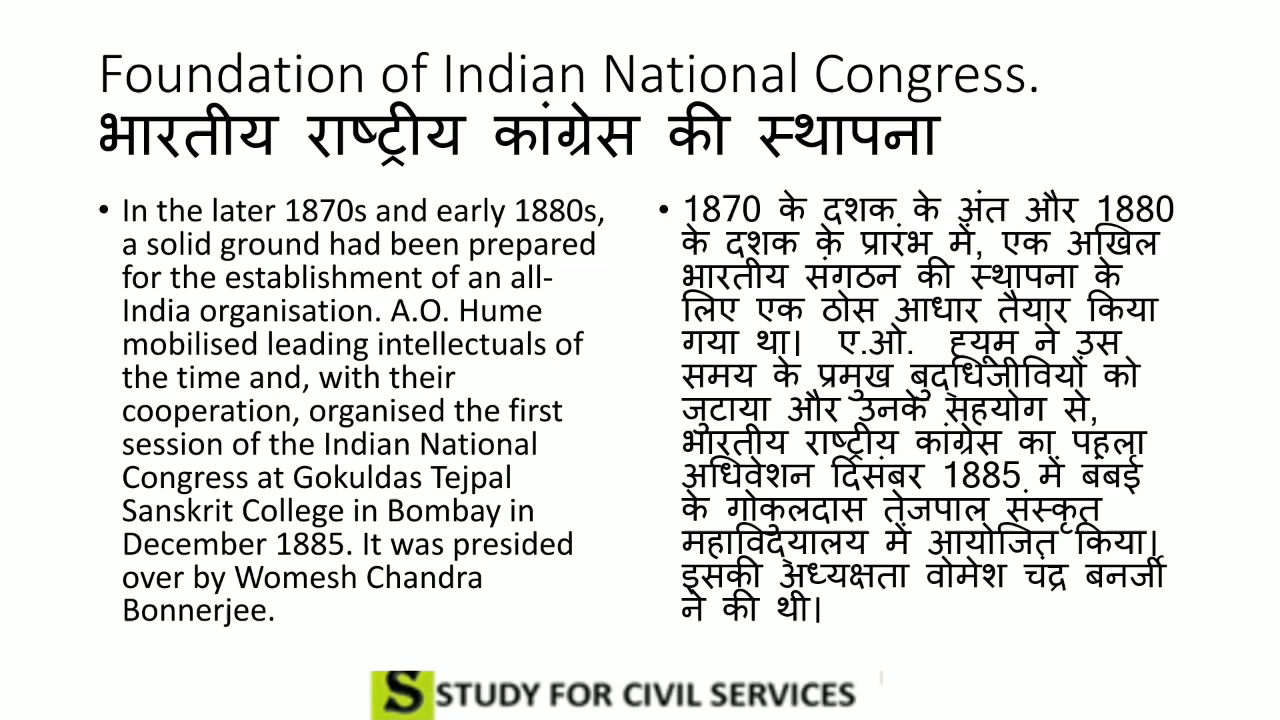 Foundation of Indian National Congress.
भारतीय राष्ट्रीय कांग्रेस की स्थापना
• In the later 1870s and early 1880s,
a solid ground had been prepared
for the establishment of an all-
India organisation. A.O. Hume
mobilised leading intellectuals of
the time and, with their
cooperation, organised the first
session of the Indian National
Congress at Gokuldas Tejpal
Sanskrit College in Bombay in
December 1885. It was presided
over by Womesh Chandra
Bonnerjee.
• 1870 के दशक के अंत और 1880
के दशक के प्रारंभ में, एक अखिल
भारतीय संगठन की स्थापना के
लिए एक ठोस आधार तैयार किया
गया था। ए.ओ. ह्यूम ने उस
समय के प्रमुख बुद्धिजीवियों को
जुटाया और उनके सहयोग से,
भारतीय राष्ट्रीय कांग्रेस का पहला
अधिवेशन दिसंबर 1885 में बंबई
के गोकुलदास तेजपाल संस्कृत
महाविद्यालय में आयोजित किया।
इसकी अध्यक्षता वोमेश चंद्र बनर्जी
ने की थी।
S STUDY FOR CIVIL SERVICES